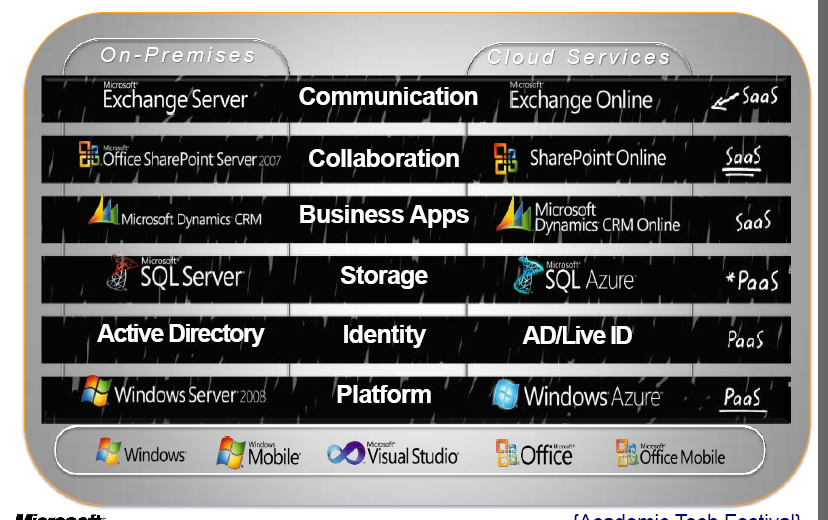 On-Premises Cloud Services
Microsoft Exchange Server Communication Microsoft Exchange Online SaaS
Microsoft Office SharePoint Server 2007 Collaboration SharePoint Online SaaS
Microsoft Dynamics CRM Business Apps Microsoft Dynamics CRM Online SaaS
Microsoft SQL Server Storage Microsoft SQL Azure *PaaS
Active Directory Identity AD/Live ID PaaS
Windows Server 2008 Platform Windows Azure PaaS
Windows Windows Mobile Microsoft Visual Studio Microsoft Office Microsoft Office Mobile
Microsoft {Academic Tech Festival}